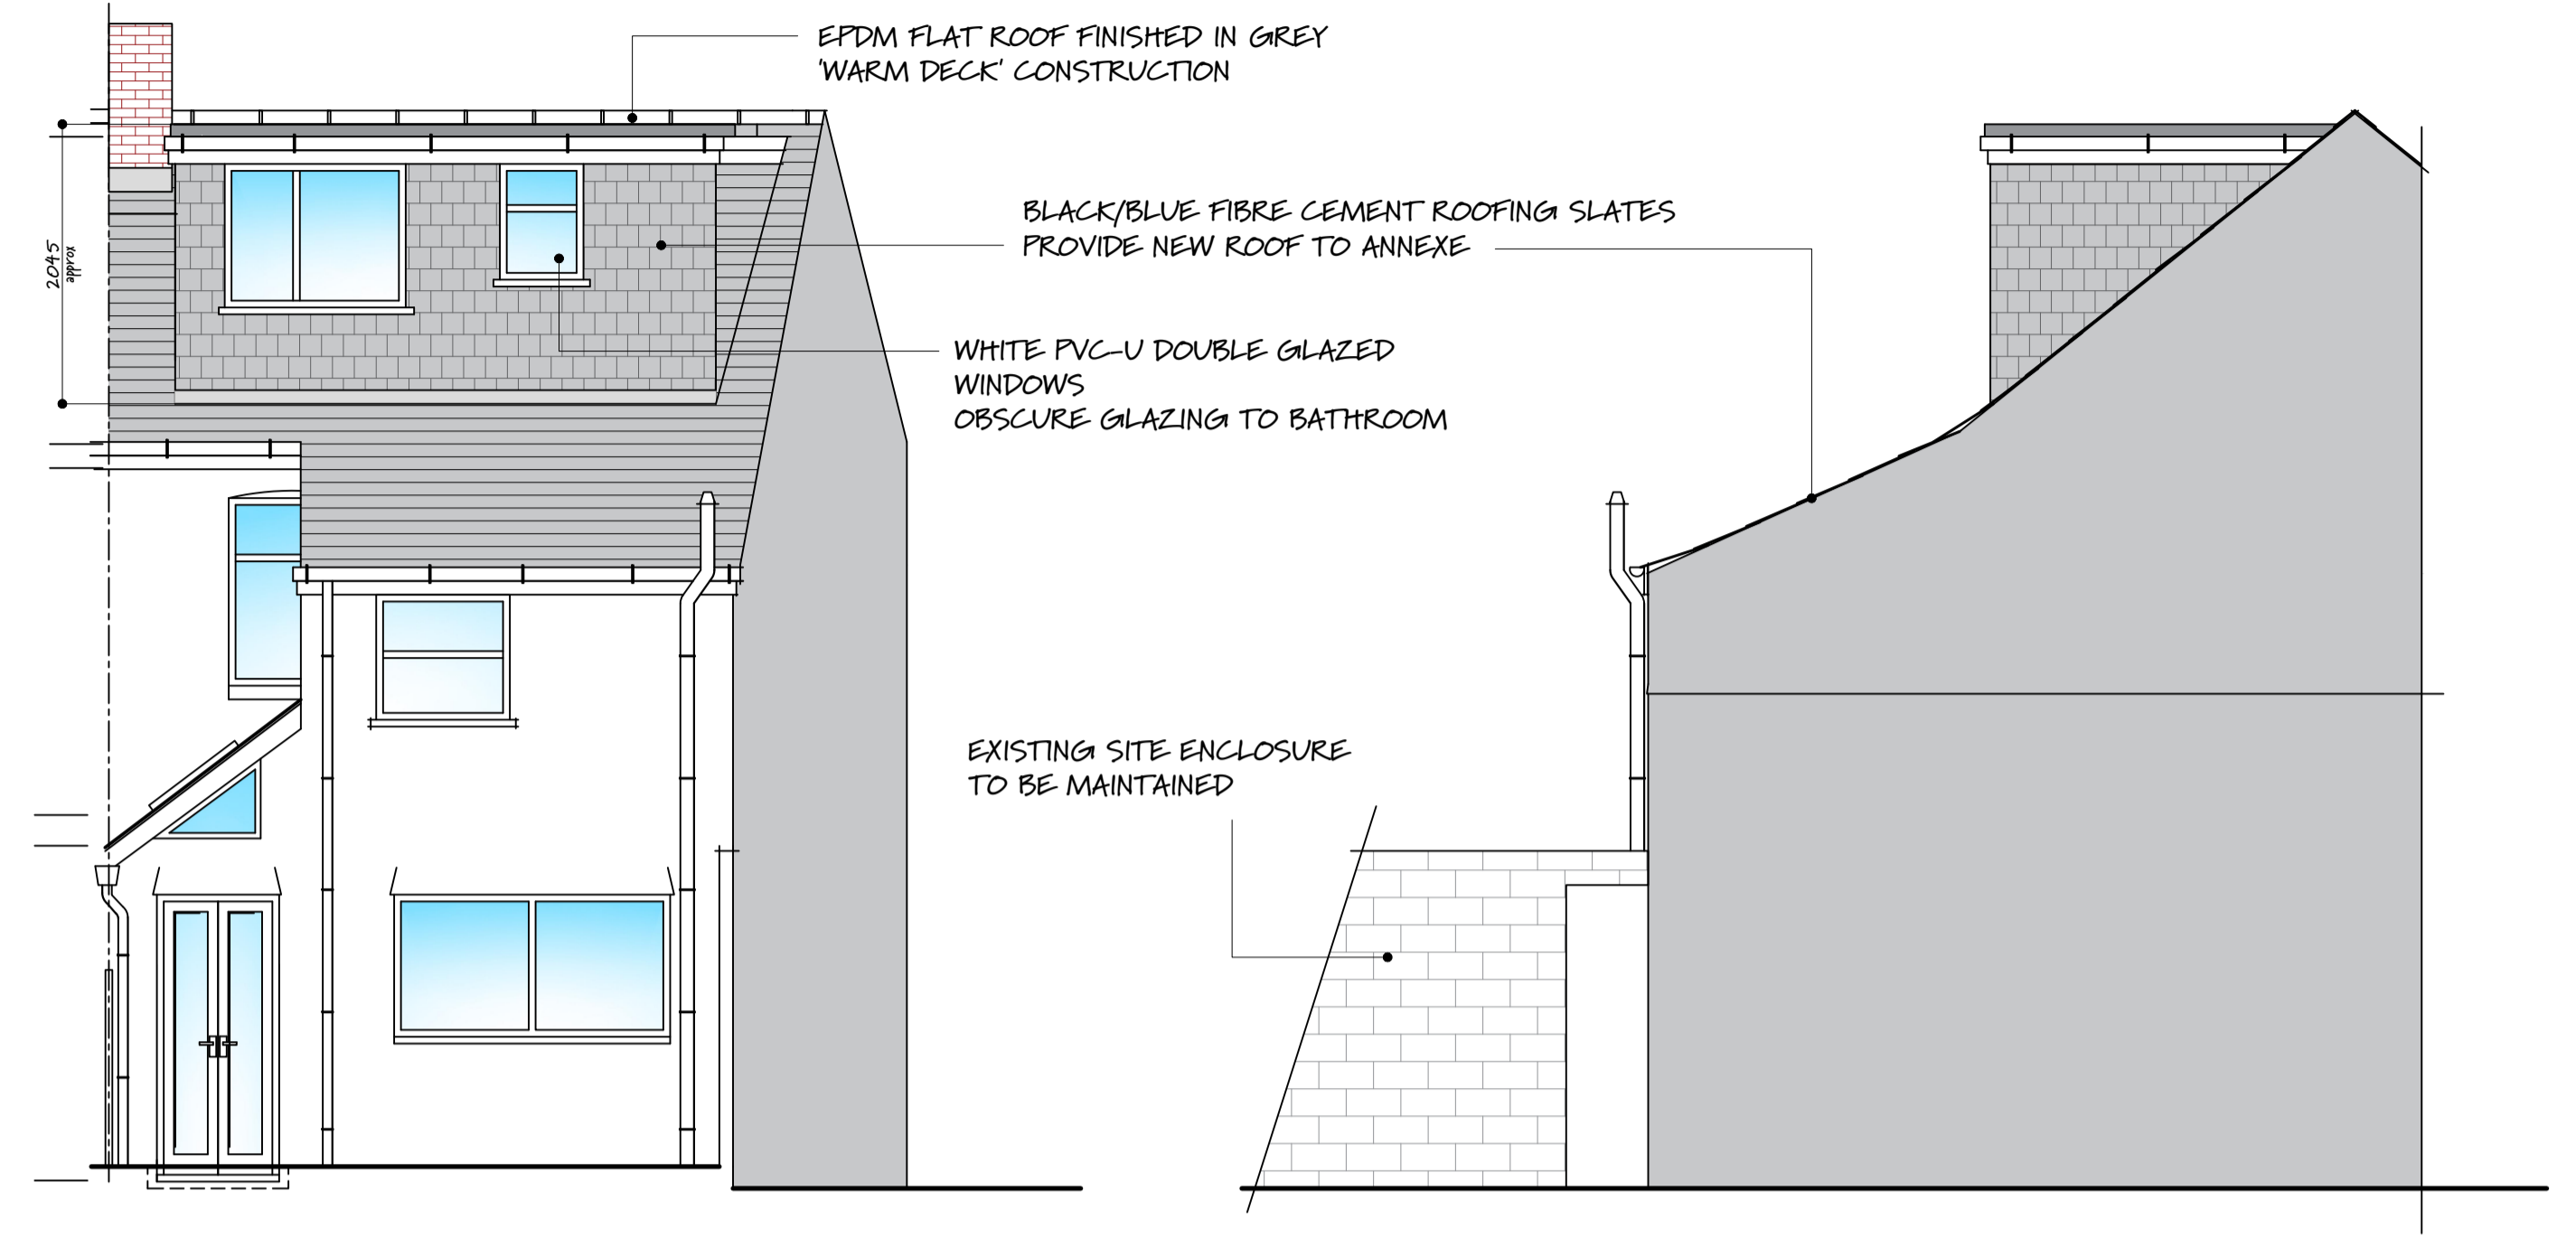 EPDM FLAT ROOF FINISHED IN GREY
'WARM DECK' CONSTRUCTION
BLACK/BLUE FIBRE CEMENT ROOFING SLATES
PROVIDE NEW ROOF TO ANNEXE
2045
approx
WHITE PVC-U DOUBLE GLAZED
WINDOWS
OBSCURE GLAZING TO BATHROOM
EXISTING SITE ENCLOSURE
TO BE MAINTAINED